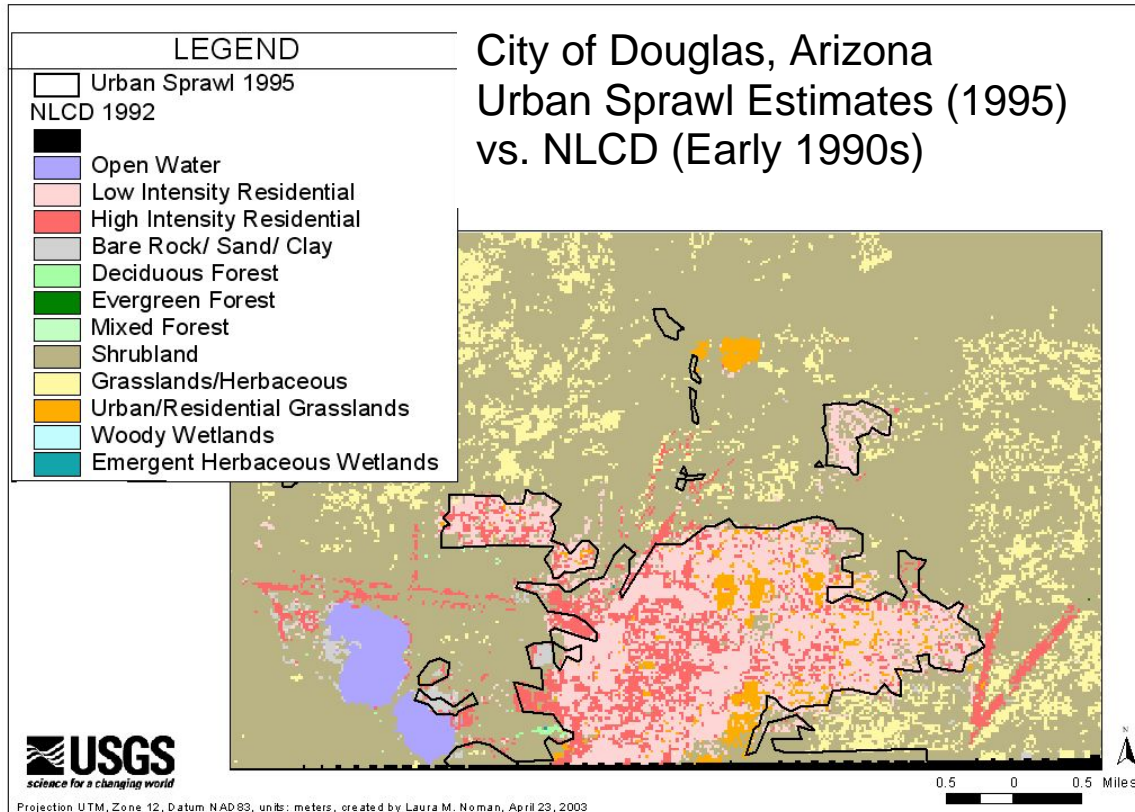 LEGEND
Urban Sprawl 1995
NLCD 1992
Open Water
Low Intensity Residential
High Intensity Residential
Bare Rock/ Sand/ Clay
Deciduous Forest
Evergreen Forest
Mixed Forest
Shrubland
Grasslands/Herbaceous
Urban/Residential Grasslands
Woody Wetlands
Emergent Herbaceous Wetlands
City of Douglas, Arizona
Urban Sprawl Estimates (1995)
vs. NLCD (Early 1990s)
USGS
science for a changing world
N
0.5 0 0.5 Miles
Projection UTM, Zone 12, Datum NAD83, units: meters, created by Laura M. Noman, April 23, 2003